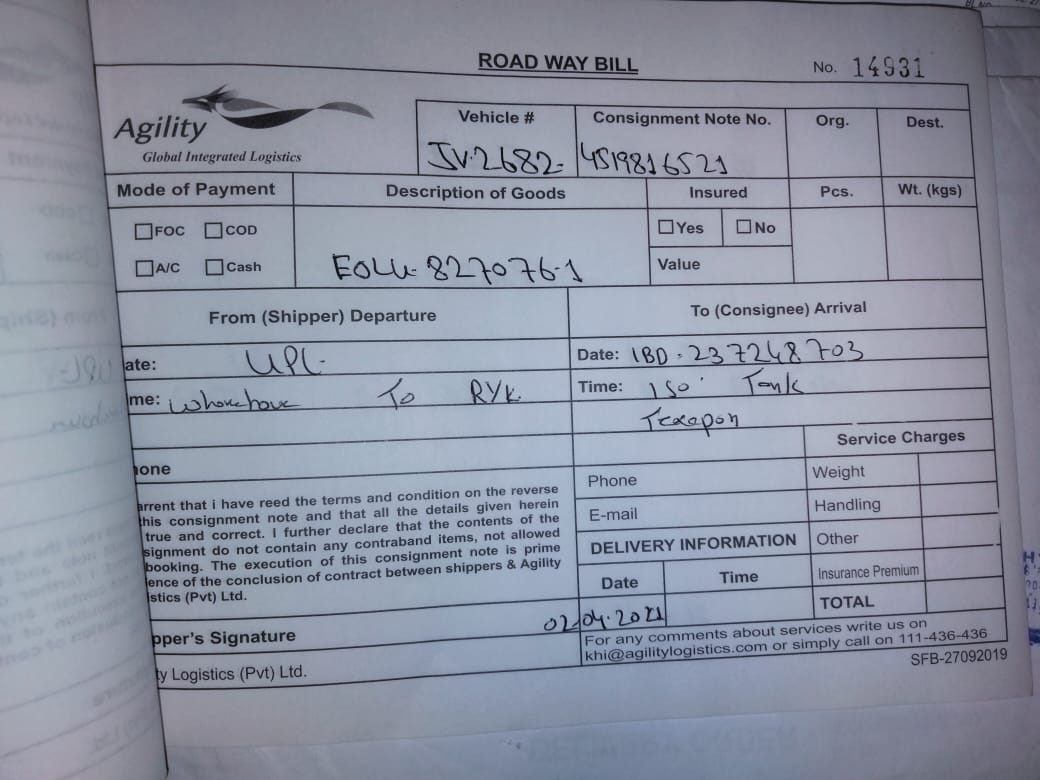 ROAD WAY BILL
No. 14931
Agility
Global Integrated Logistics
Vehicle # Consignment Note No. Org. Dest.
JV.2682- 4519816521
Mode of Payment Description of Goods Insured Pcs. Wt. (kgs)
FOC COD Yes No
A/C Cash EOLU-827076-1 Value
From (Shipper) Departure To (Consignee) Arrival
ate: UPL- Date: IBD-237248703
me: To RYK. Time: ISO Tank
Texapon
Service Charges
hone Phone Weight
E-mail Handling
DELIVERY INFORMATION Other
Date Time Insurance Premium
TOTAL
02-04-2021
arrent that i have reed the terms and condition on the reverse
this consignment note and that all the details given herein
true and correct. I further declare that the contents of the
signment do not contain any contraband items, not allowed
booking. The execution of this consignment note is prime
ence of the conclusion of contract between shippers & Agility
istics (Pvt) Ltd.
pper's Signature
For any comments about services write us on
khi@agilitylogistics.com or simply call on 111-436-436
ty Logistics (Pvt) Ltd.
SFB-27092019